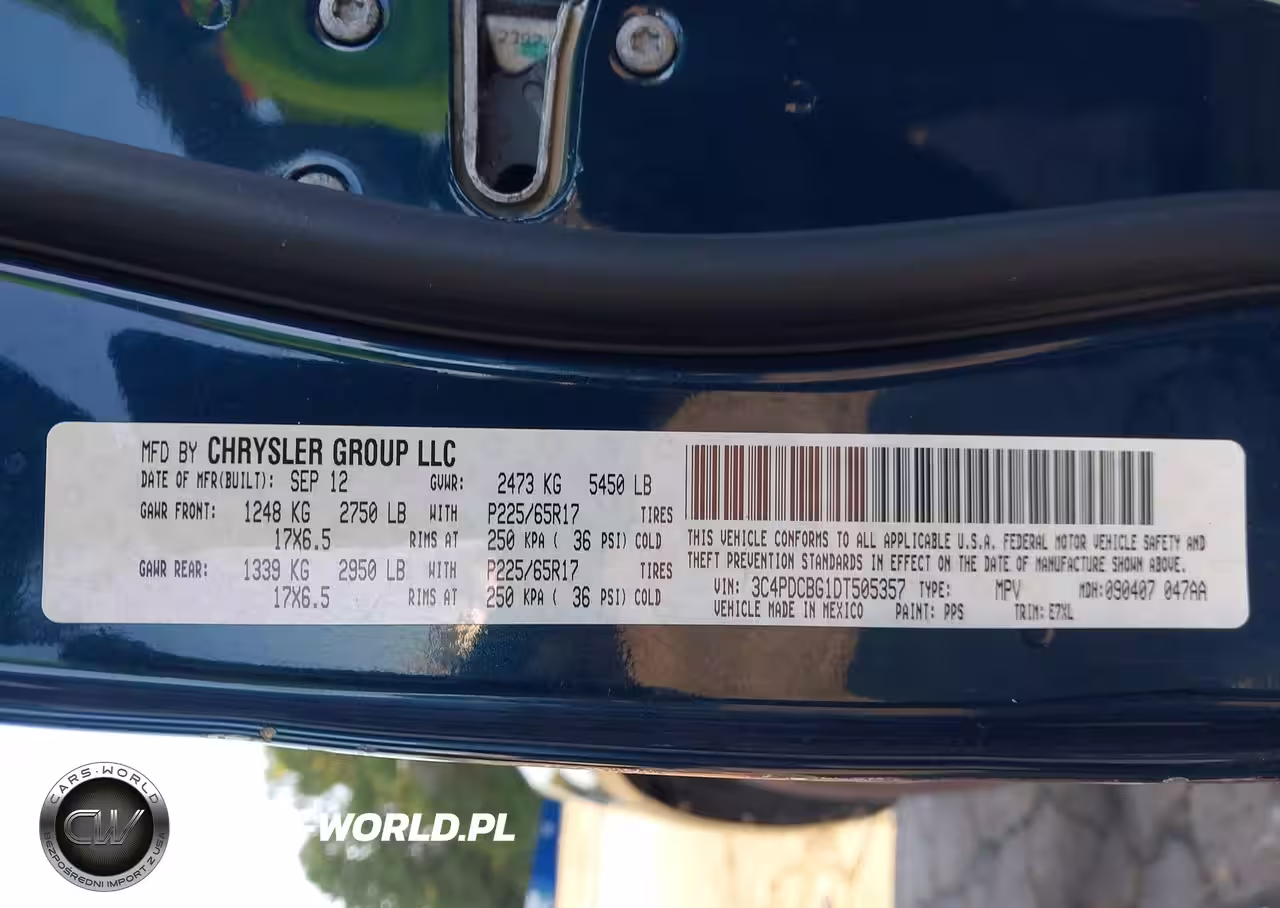 MFD BY CHRYSLER GROUP LLC
DATE OF MFR(BUILT): SEP 12 GVWR: 2473 KG 5450 LB
GAWR FRONT: 1248 KG 2750 LB WITH P225/65R17 TIRES
17X6.5 RIMS AT 250 KPA ( 36 PSI) COLD
GAWR REAR: 1339 KG 2950 LB WITH P225/65R17 TIRES
17X6.5 RIMS AT 250 KPA ( 36 PSI) COLD
THIS VEHICLE CONFORMS TO ALL APPLICABLE U.S.A. FEDERAL MOTOR VEHICLE SAFETY AND
THEFT PREVENTION STANDARDS IN EFFECT ON THE DATE OF MANUFACTURE SHOWN ABOVE.
VIN: 3C4PDCBG1DT505357 TYPE: MPV MDH:090407 047AA
VEHICLE MADE IN MEXICO PAINT: PPS TRIM: E7XL
CARS-WORLD
CW
BEZPOŚREDNI IMPORT Z USA
WORLD.PL